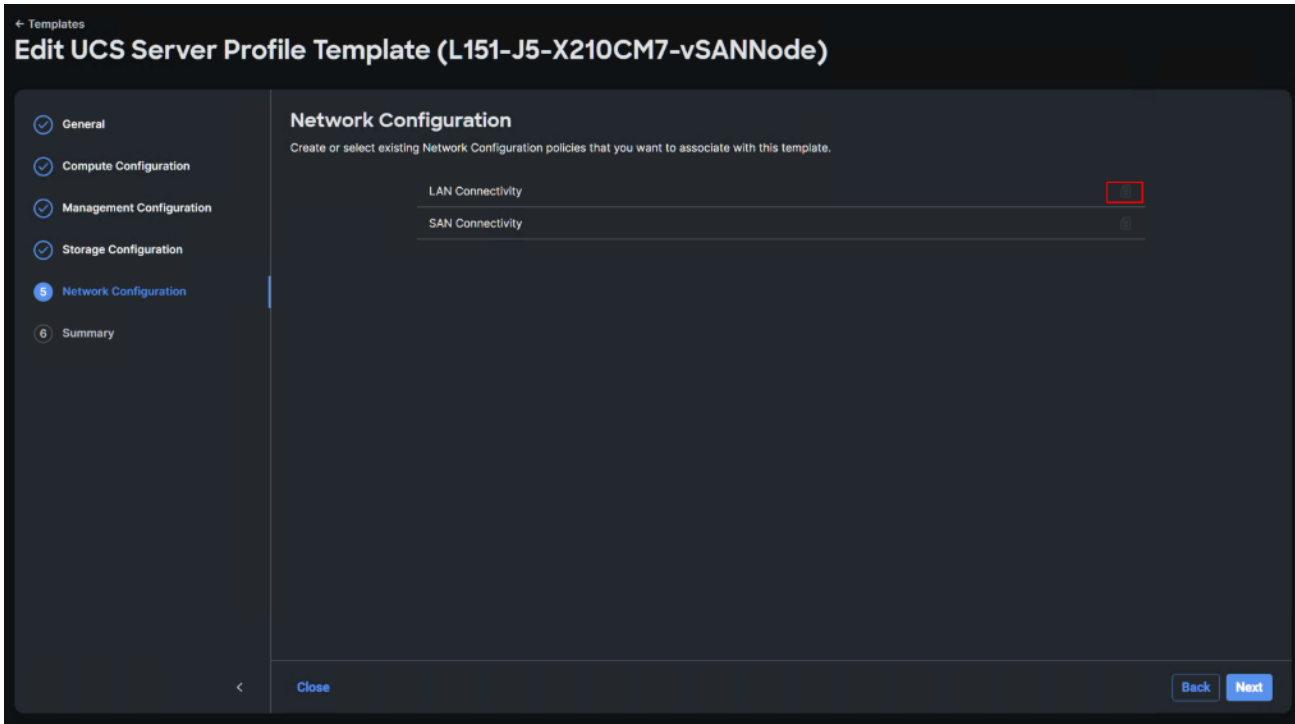 ← Templates
Edit UCS Server Profile Template (L151-J5-X210CM7-vSANNode)
General
Compute Configuration
Management Configuration
Storage Configuration
5 Network Configuration
6 Summary
Network Configuration
Create or select existing Network Configuration policies that you want to associate with this template.
LAN Connectivity
SAN Connectivity
<
Close
Back
Next